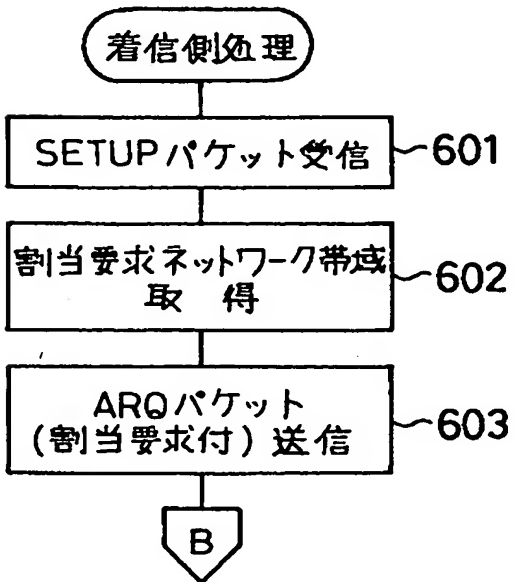 着信側処理
SETUPパケット受信
601
割当要求ネットワーク帯域
取 得
602
ARQパケット
(割当要求付)送信
603
B